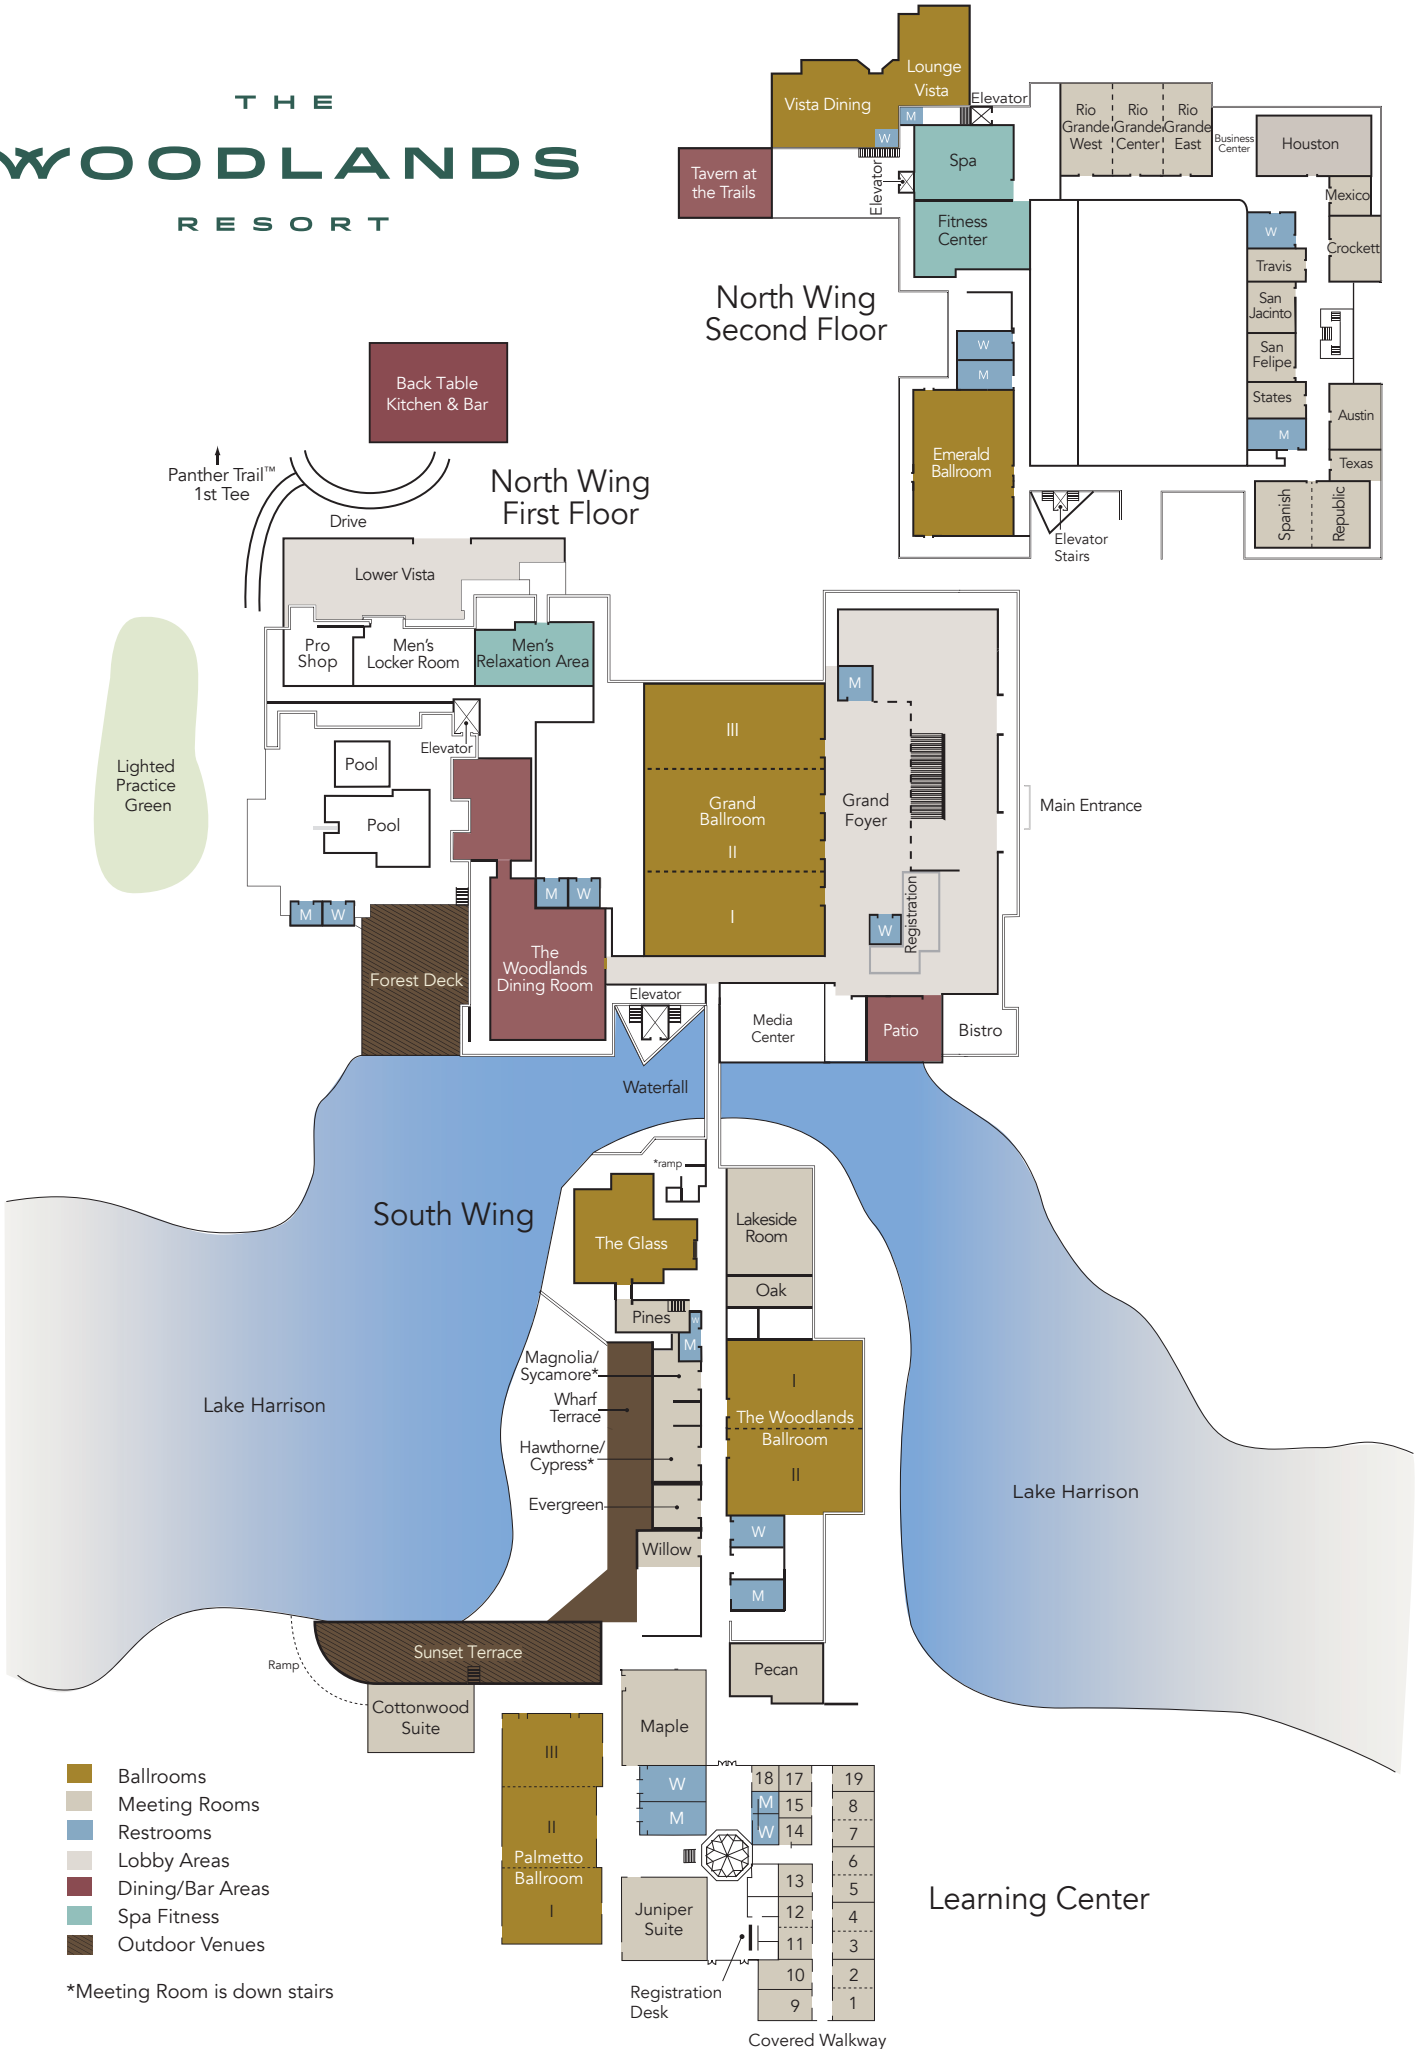 THE
WOODLANDS
RESORT
Lounge
Vista
Vista Dining
M
W
Elevator
Elevator
Tavern at
the Trails
Spa
Fitness
Center
Rio
Grande
West
Rio
Grande
Center
Rio
Grande
East
Business
Center
Houston
Mexico
Crockett
W
Travis
San
Jacinto
San
Felipe
States
M
Austin
Texas
Spanish
Republic
North Wing
Second Floor
W
M
Emerald
Ballroom
Elevator
Stairs
Back Table
Kitchen & Bar
Panther Trail™
1st Tee
Drive
North Wing
First Floor
Lower Vista
Pro
Shop
Men's
Locker Room
Men's
Relaxation Area
Lighted
Practice
Green
Elevator
Pool
Pool
M
W
Forest Deck
M
W
The
Woodlands
Dining Room
III
Grand
Ballroom
II
I
M
Grand
Foyer
Main Entrance
Registration
W
Elevator
Media
Center
Patio
Bistro
Waterfall
*ramp
South Wing
The Glass
Lakeside
Room
Oak
Pines
W
M
Magnolia/
Sycamore*
Wharf
Terrace
Hawthorne/
Cypress*
Evergreen
Willow
I
The Woodlands
Ballroom
II
W
M
Lake Harrison
Lake Harrison
Sunset Terrace
Ramp
Cottonwood
Suite
Pecan
Maple
W
M
III
II
Palmetto
Ballroom
I
Juniper
Suite
18
17
19
M
15
8
W
14
7
6
13
5
12
4
11
3
10
2
9
1
Learning Center
Registration
Desk
Covered Walkway
Ballrooms
Meeting Rooms
Restrooms
Lobby Areas
Dining/Bar Areas
Spa Fitness
Outdoor Venues
*Meeting Room is down stairs